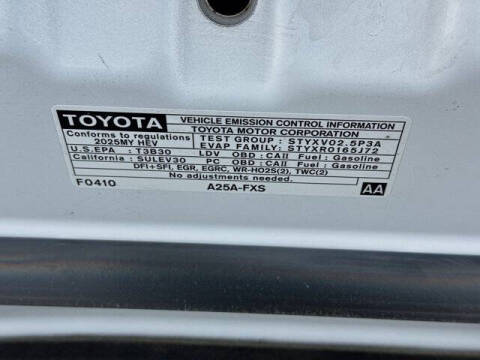 TOYOTA VEHICLE EMISSION CONTROL INFORMATION
TOYOTA MOTOR CORPORATION
Conforms to regulations TEST GROUP : STYXV02.5P3A
2025MY HEV EVAP FAMILY: STYXR0165J72
U.S.EPA : T3B30 LDV OBD : CAII Fuel : Gasoline
California : SULEV30 PC OBD : CAII Fuel : Gasoline
NO ADJUSTMENTS NEEDED.
DFI+SFI, EGR, EGRC, WR-HO2S(2), TWC(2)
F0410 A25A-FXS AA